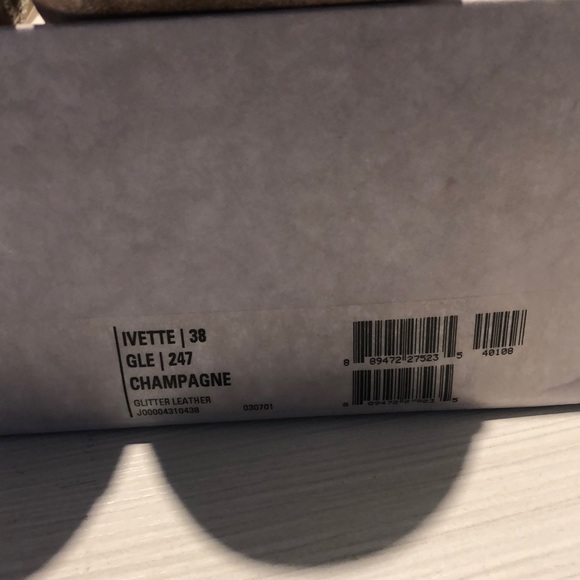 IVETTE | 38
GLE | 247
CHAMPAGNE
GLITTER LEATHER
J00004310438 030701
8 89472 27523 5
40108